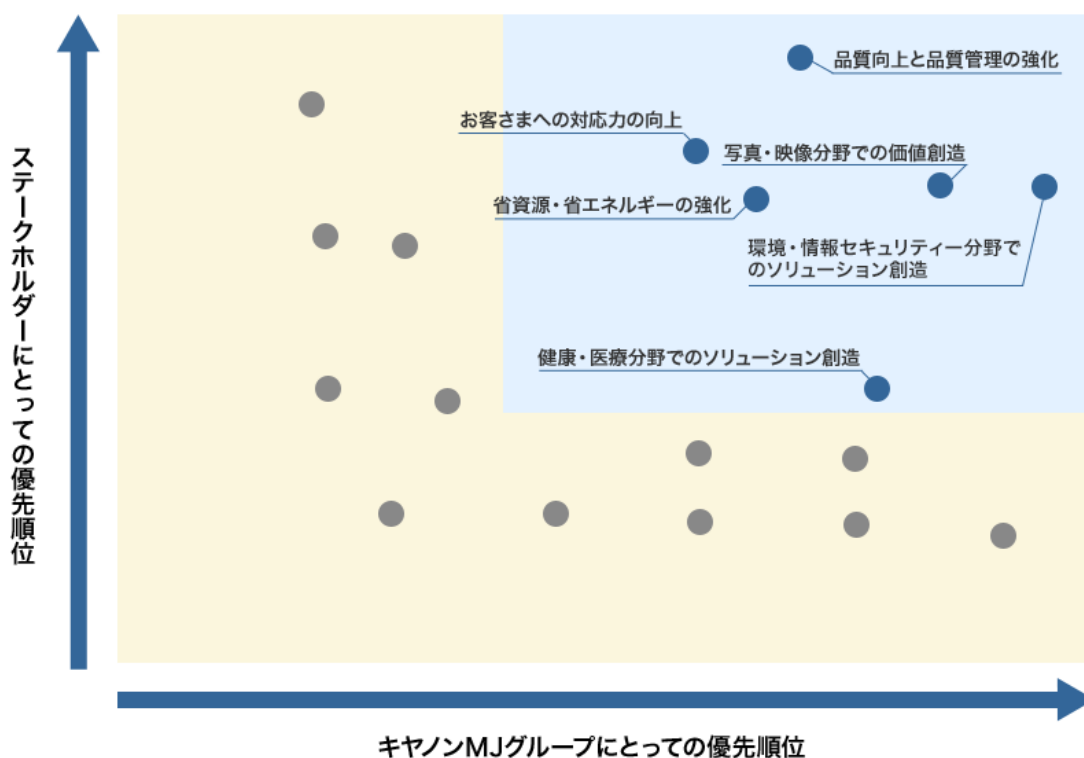 ステークホルダーにとっての優先順位
品質向上と品質管理の強化
お客さまへの対応力の向上
写真・映像分野での価値創造
省資源・省エネルギーの強化
環境・情報セキュリティー分野で
のソリューション創造
健康・医療分野でのソリューション創造
キヤノンMJグループにとっての優先順位